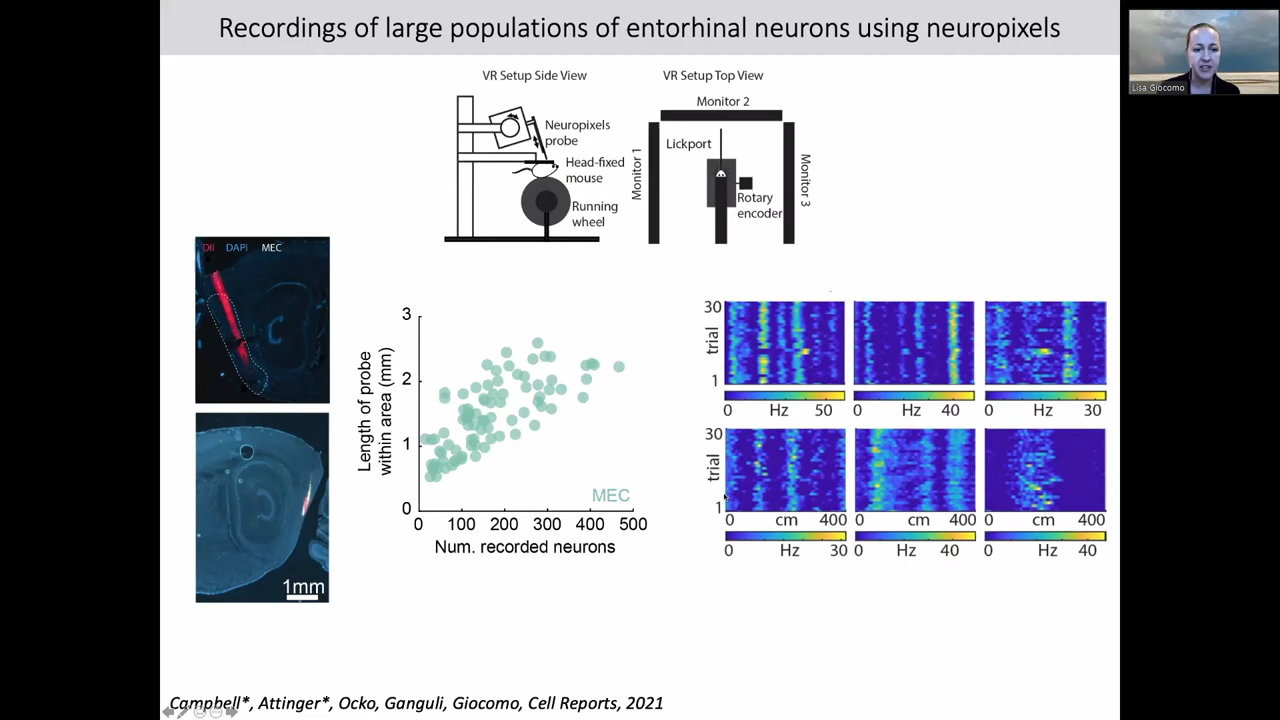 Recordings of large populations of entorhinal neurons using neuropixels
Lisa Giocomo
VR Setup Side View
VR Setup Top View
Monitor 2
Neuropixels
probe
Lickport
Head-fixed
mouse
Monitor 1
Monitor 3
Running
wheel
Rotary
encoder
DiI DAPI MEC
1mm
3
2
1
0
Length of probe
within area (mm)
MEC
0 100 200 300 400 500
Num. recorded neurons
30
trial
1
0 Hz 50
0 Hz 40
0 Hz 30
30
trial
1
0 cm 400
0 cm 400
0 cm 400
0 Hz 30
0 Hz 40
0 Hz 40
Campbell*, Attinger*, Ocko, Ganguli, Giocomo, Cell Reports, 2021